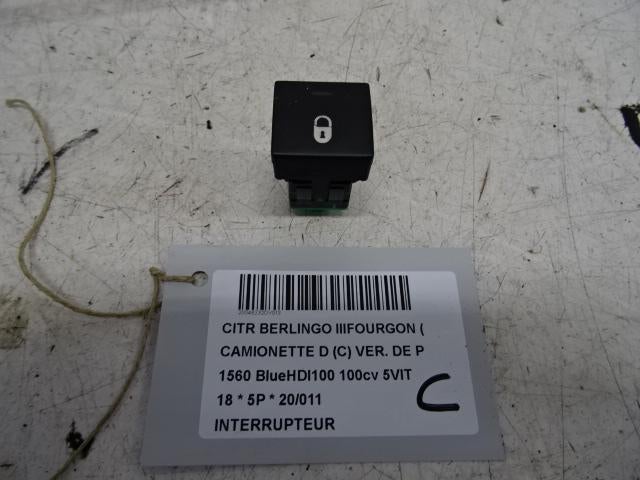 CITR BERLINGO IIIFOURGON (
CAMIONETTE D (C) VER. DE P
1560 BlueHDI100 100cv 5VIT
18 * 5P * 20/011
INTERRUPTEUR
C